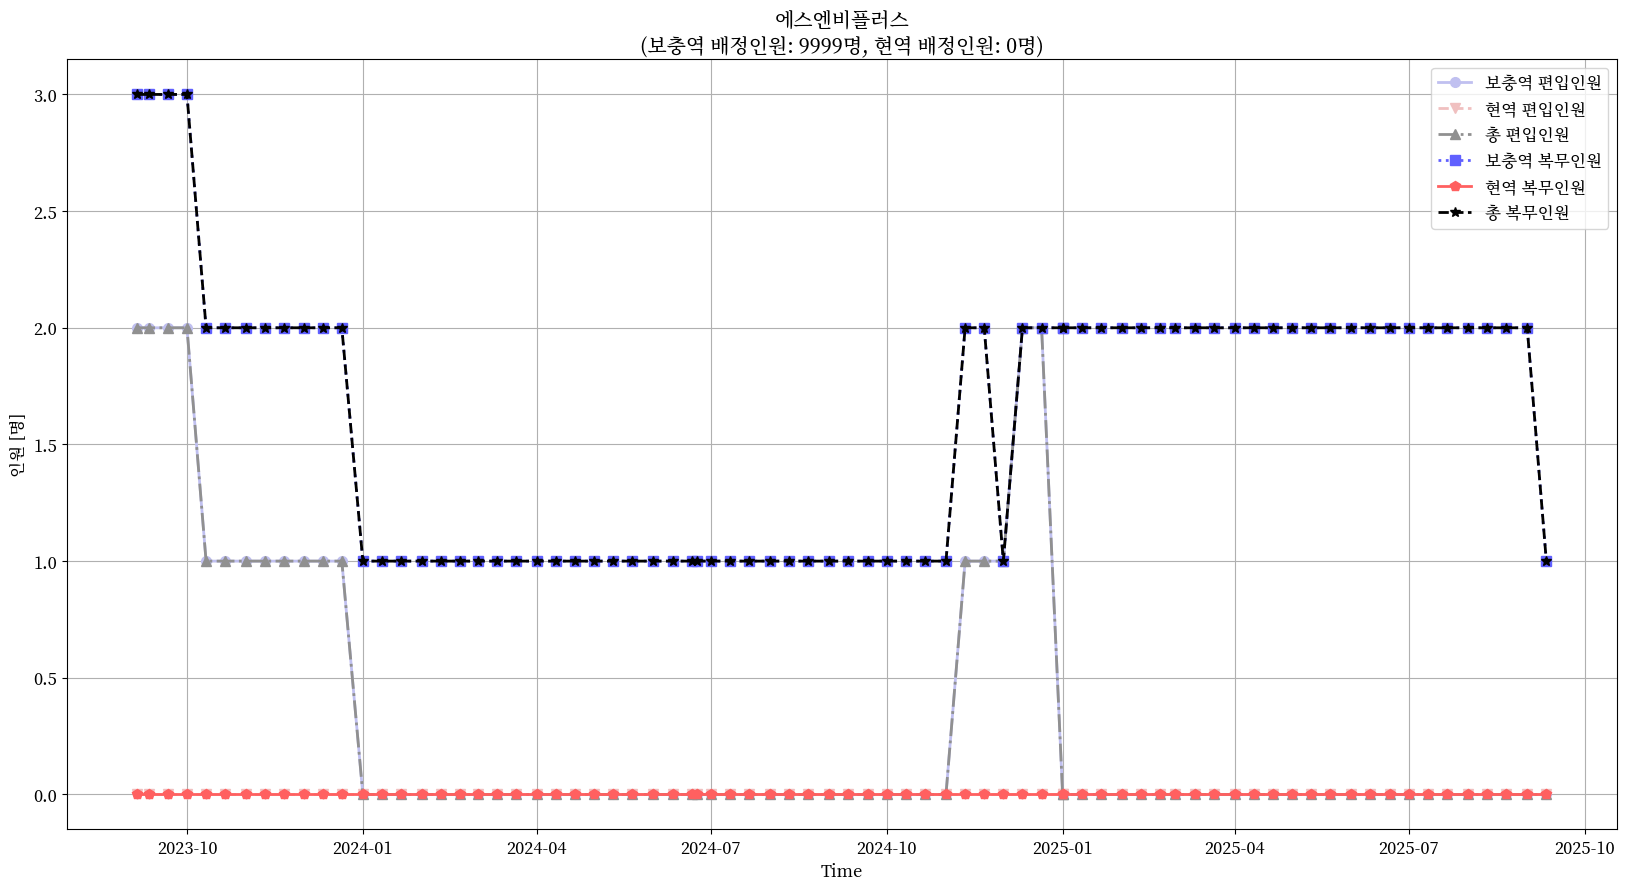 에스엔비플러스
(보충역 배정인원: 9999명, 현역 배정인원: 0명)
보충역 편입인원
현역 편입인원
총 편입인원
보충역 복무인원
현역 복무인원
총 복무인원
3.0
2.5
2.0
1.5
1.0
0.5
0.0
인원 [명]
2023-10
2024-01
2024-04
2024-07
2024-10
2025-01
2025-04
2025-07
2025-10
Time